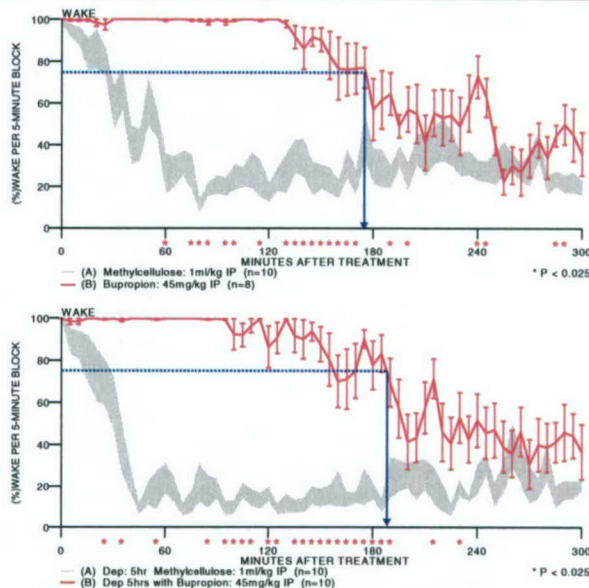 WAKE
100
80
60
40
20
0
(%)WAKE PER 5-MINUTE BLOCK
0 60 120 180 240 300
MINUTES AFTER TREATMENT
(A) Methylcellulose: 1ml/kg IP (n=10)
(B) Bupropion: 45mg/kg IP (n=8)
* P < 0.025
WAKE
100
80
60
40
20
0
(%)WAKE PER 5-MINUTE BLOCK
0 60 120 180 240 300
MINUTES AFTER TREATMENT
(A) Dep: 5hr Methylcellulose: 1ml/kg IP (n=10)
(B) Dep 5hrs with Bupropion: 45mg/kg IP (n=10)
* P < 0.025